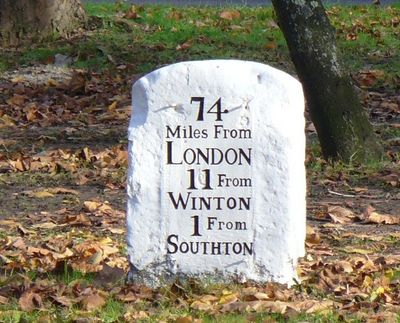 74
Miles From
LONDON
11 From
WINTON
1 From
SOUTHTON